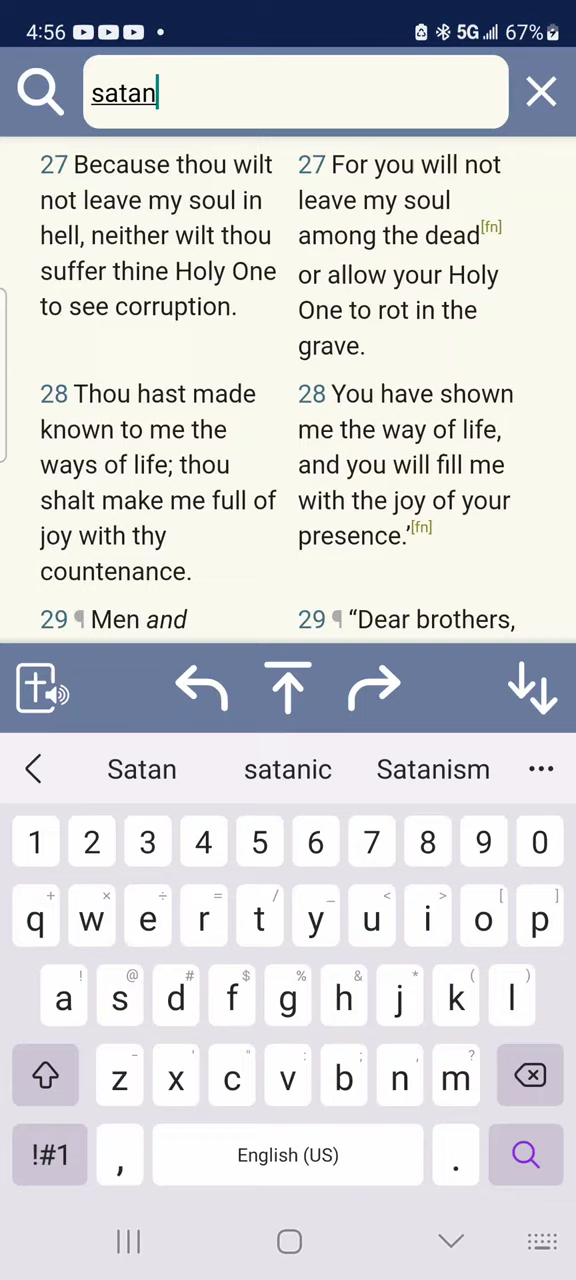 4:56 5G 67%
satan
27 Because thou wilt
not leave my soul in
hell, neither wilt thou
suffer thine Holy One
to see corruption.
27 For you will not
leave my soul
among the dead[fn]
or allow your Holy
One to rot in the
grave.
28 Thou hast made
known to me the
ways of life; thou
shalt make me full of
joy with thy
countenance.
28 You have shown
me the way of life,
and you will fill me
with the joy of your
presence.’[fn]
29 ¶ Men and
29 ¶ “Dear brothers,
Satan satanic Satanism •••
1 2 3 4 5 6 7 8 9 0
+ × ÷ = / _ < > [ ]
q w e r t y u i o p
! @ # $ % & * ( )
a s d f g h j k l
- ' " : ; , ?
z x c v b n m
!#1 , English (US) .